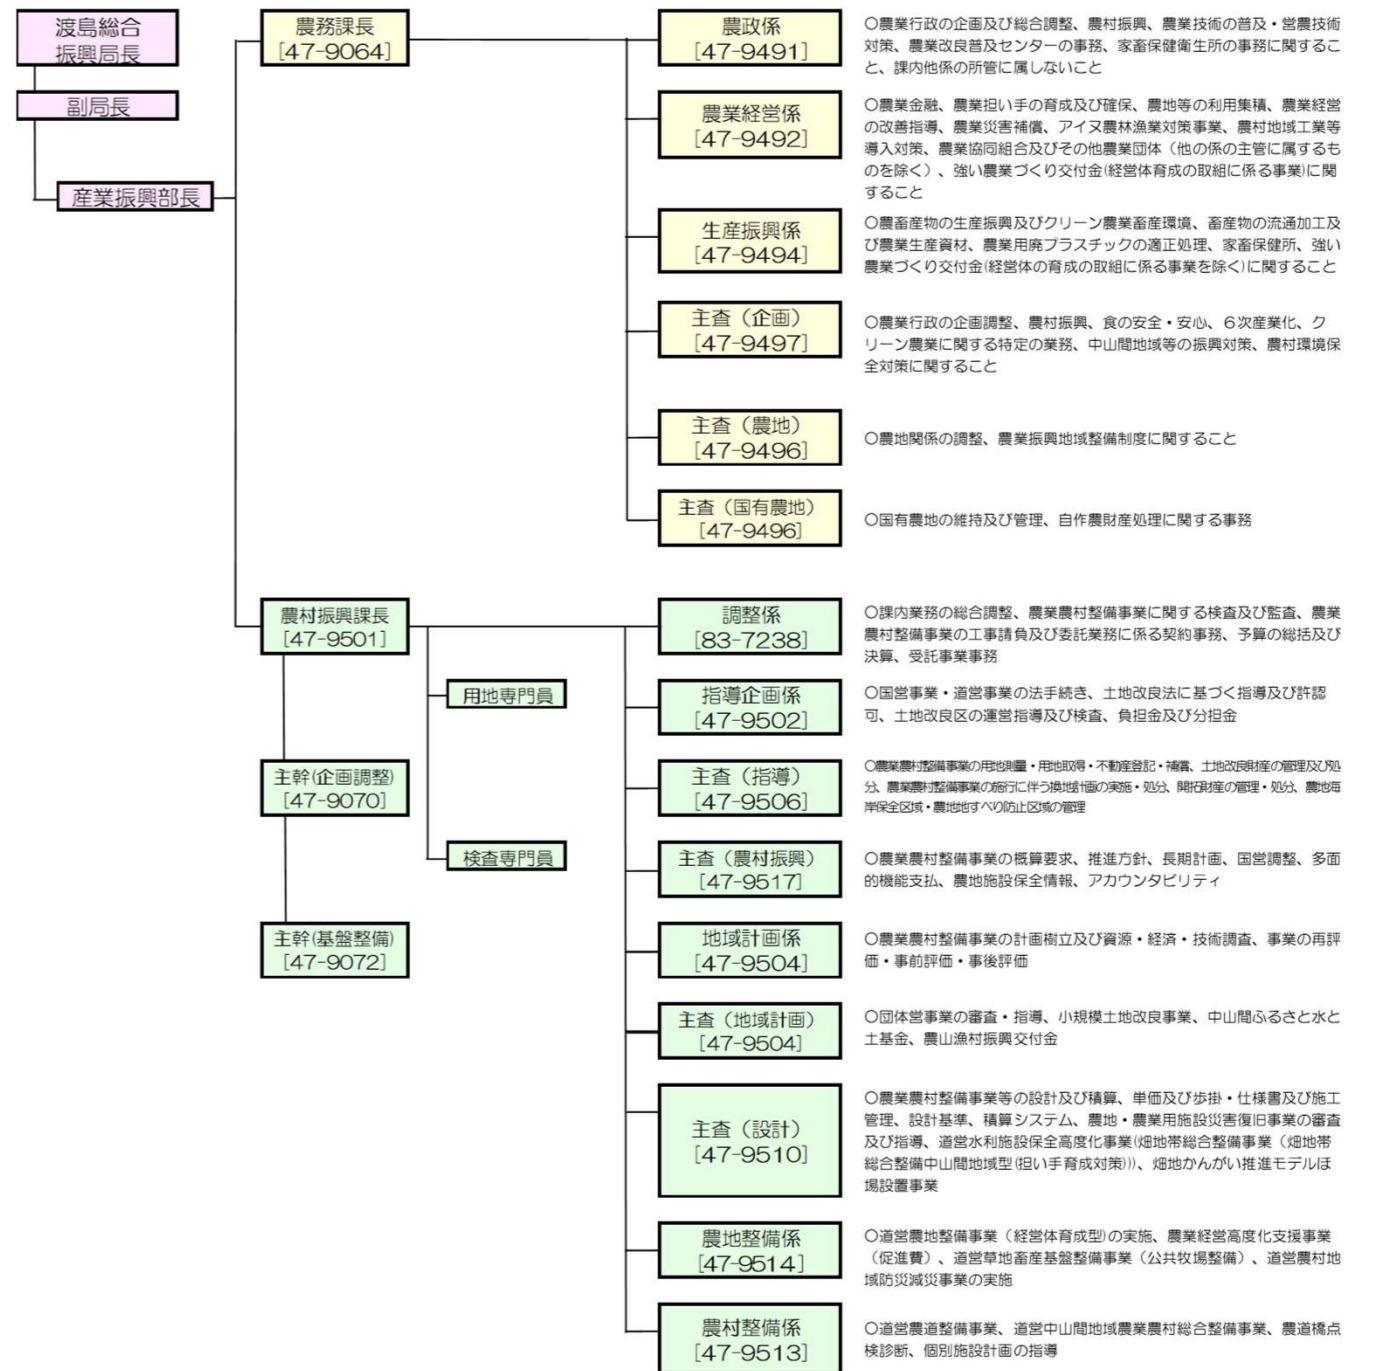 渡島総合
振興局長
副局長
産業振興部長
農務課長
[47-9064]
農政係
[47-9491]
〇農業行政の企画及び総合調整、農村振興、農業技術の普及・営農技術
対策、農業改良普及センターの事務、家畜保健衛生所の事務に関するこ
と、課内他係の所管に属しないこと
農業経営係
[47-9492]
〇農業金融、農業担い手の育成及び確保、農地等の利用集積、農業経営
の改善指導、農業災害補償、アイヌ農林漁業対策事業、農村地域工業等
導入対策、農業協同組合及びその他農業団体（他の係の主管に属するも
のを除く）、強い農業づくり交付金(経営体育成の取組に係る事業)に関
すること
生産振興係
[47-9494]
〇農畜産物の生産振興及びクリーン農業畜産環境、畜産物の流通加工及
び農業生産資材、農業用廃プラスチックの適正処理、家畜保健所、強い
農業づくり交付金(経営体の育成の取組に係る事業を除く)に関すること
主査（企画）
[47-9497]
〇農業行政の企画調整、農村振興、食の安全・安心、６次産業化、ク
リーン農業に関する特定の業務、中山間地域等の振興対策、農村環境保
全対策に関すること
主査（農地）
[47-9496]
〇農地関係の調整、農業振興地域整備制度に関すること
主査（国有農地）
[47-9496]
〇国有農地の維持及び管理、自作農財産処理に関する事務
農村振興課長
[47-9501]
用地専門員
主幹(企画調整)
[47-9070]
検査専門員
主幹(基盤整備)
[47-9072]
調整係
[83-7238]
〇課内業務の総合調整、農業農村整備事業に関する検査及び監査、農業
農村整備事業の工事請負及び委託業務に係る契約事務、予算の総括及び
決算、受託事業事務
指導企画係
[47-9502]
〇国営事業・道営事業の法手続き、土地改良法に基づく指導及び許認
可、土地改良区の運営指導及び検査、負担金及び分担金
主査（指導）
[47-9506]
〇農業農村整備事業の用地測量・用地取得・不動産登記・補償、土地改良財産の管理及び処
分、農業農村整備事業の施行に伴う換地計画の実施・処分、開拓財産の管理・処分、農地海
岸保全区域・農地地すべり防止区域の管理
主査（農村振興）
[47-9517]
〇農業農村整備事業の概算要求、推進方針、長期計画、国営調整、多面
的機能支払、農地施設保全情報、アカウンタビリティ
地域計画係
[47-9504]
〇農業農村整備事業の計画樹立及び資源・経済・技術調査、事業の再評
価・事前評価・事後評価
主査（地域計画）
[47-9504]
〇団体営事業の審査・指導、小規模土地改良事業、中山間ふるさと水と
土基金、農山漁村振興交付金
主査（設計）
[47-9510]
〇農業農村整備事業等の設計及び積算、単価及び歩掛・仕様書及び施工
管理、設計基準、積算システム、農地・農業用施設災害復旧事業の審査
及び指導、道営水利施設保全高度化事業(畑地帯総合整備事業（畑地帯
総合整備中山間地域型(担い手育成対策)))、畑地かんがい推進モデルほ
場設置事業
農地整備係
[47-9514]
〇道営農地整備事業（経営体育成型)の実施、農業経営高度化支援事業
（促進費）、道営草地畜産基盤整備事業（公共牧場整備）、道営農村地
域防災減災事業の実施
農村整備係
[47-9513]
〇道営農道整備事業、道営中山間地域農業農村総合整備事業、農道橋点
検診断、個別施設計画の指導